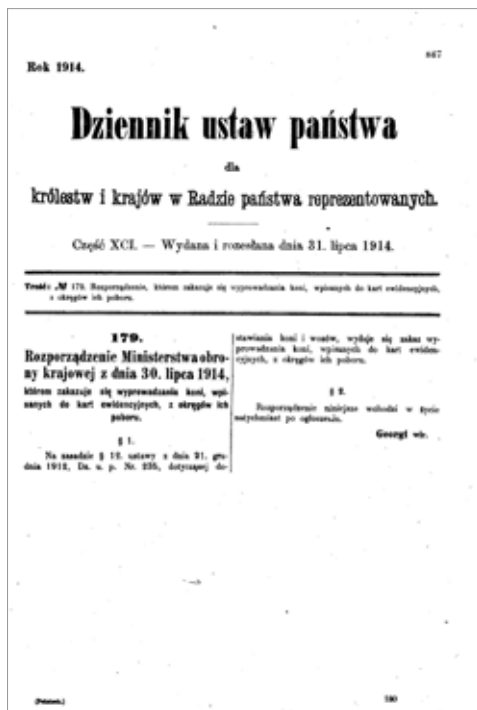 847
Rok 1914.
Dziennik ustaw państwa
dla
królestw i krajów w Radzie państwa reprezentowanych.
Część XCI. — Wydana i rozesłana dnia 31. lipca 1914.
Treść: № 179. Rozporządzenie, którem zakazuje się wyprowadzania koni, wpisanych do kart ewidencyjnych,
z okręgów ich poboru.
179.
Rozporządzenie Ministerstwa obro-
ny krajowej z dnia 30. lipca 1914,
którem zakazuje się wyprowadzania koni, wpi-
sanych do kart ewidencyjnych, z okręgów ich
poboru.
§ 1.
Na zasadzie § 12. ustawy z dnia 21. gru-
dnia 1912, Dz. u. p. Nr. 235, dotyczącej do-
stawiania koni i wozów, wydaje się zakaz wy-
prowadzania koni, wpisanych do kart ewiden-
cyjnych, z okręgów ich poboru.
§ 2.
Rozporządzenie niniejsze wchodzi w życie
natychmiast po ogłoszeniu.
Georgi włr.
(Polnisch.)
190